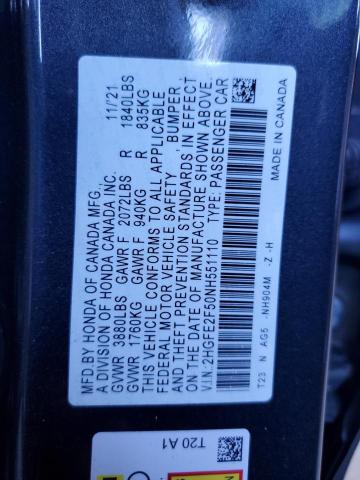 MFD.BY HONDA OF CANADA MFG.,
A DIVISION OF HONDA CANADA INC. 11/'21
GVWR 3880LBS GAWR F 2072LBS R 1840LBS
GVWR 1760KG GAWR F 940KG R 835KG
THIS VEHICLE CONFORMS TO ALL APPLICABLE
FEDERAL MOTOR VEHICLE SAFETY , BUMPER ,
AND THEFT PREVENTION STANDARDS IN EFFECT
ON THE DATE OF MANUFACTURE SHOWN ABOVE.
V.I.N.:2HGFE2F50NH551110 TYPE: PASSENGER CAR
T23 N AG5 -NH904M -Z -H MADE IN CANADA
T20 A1